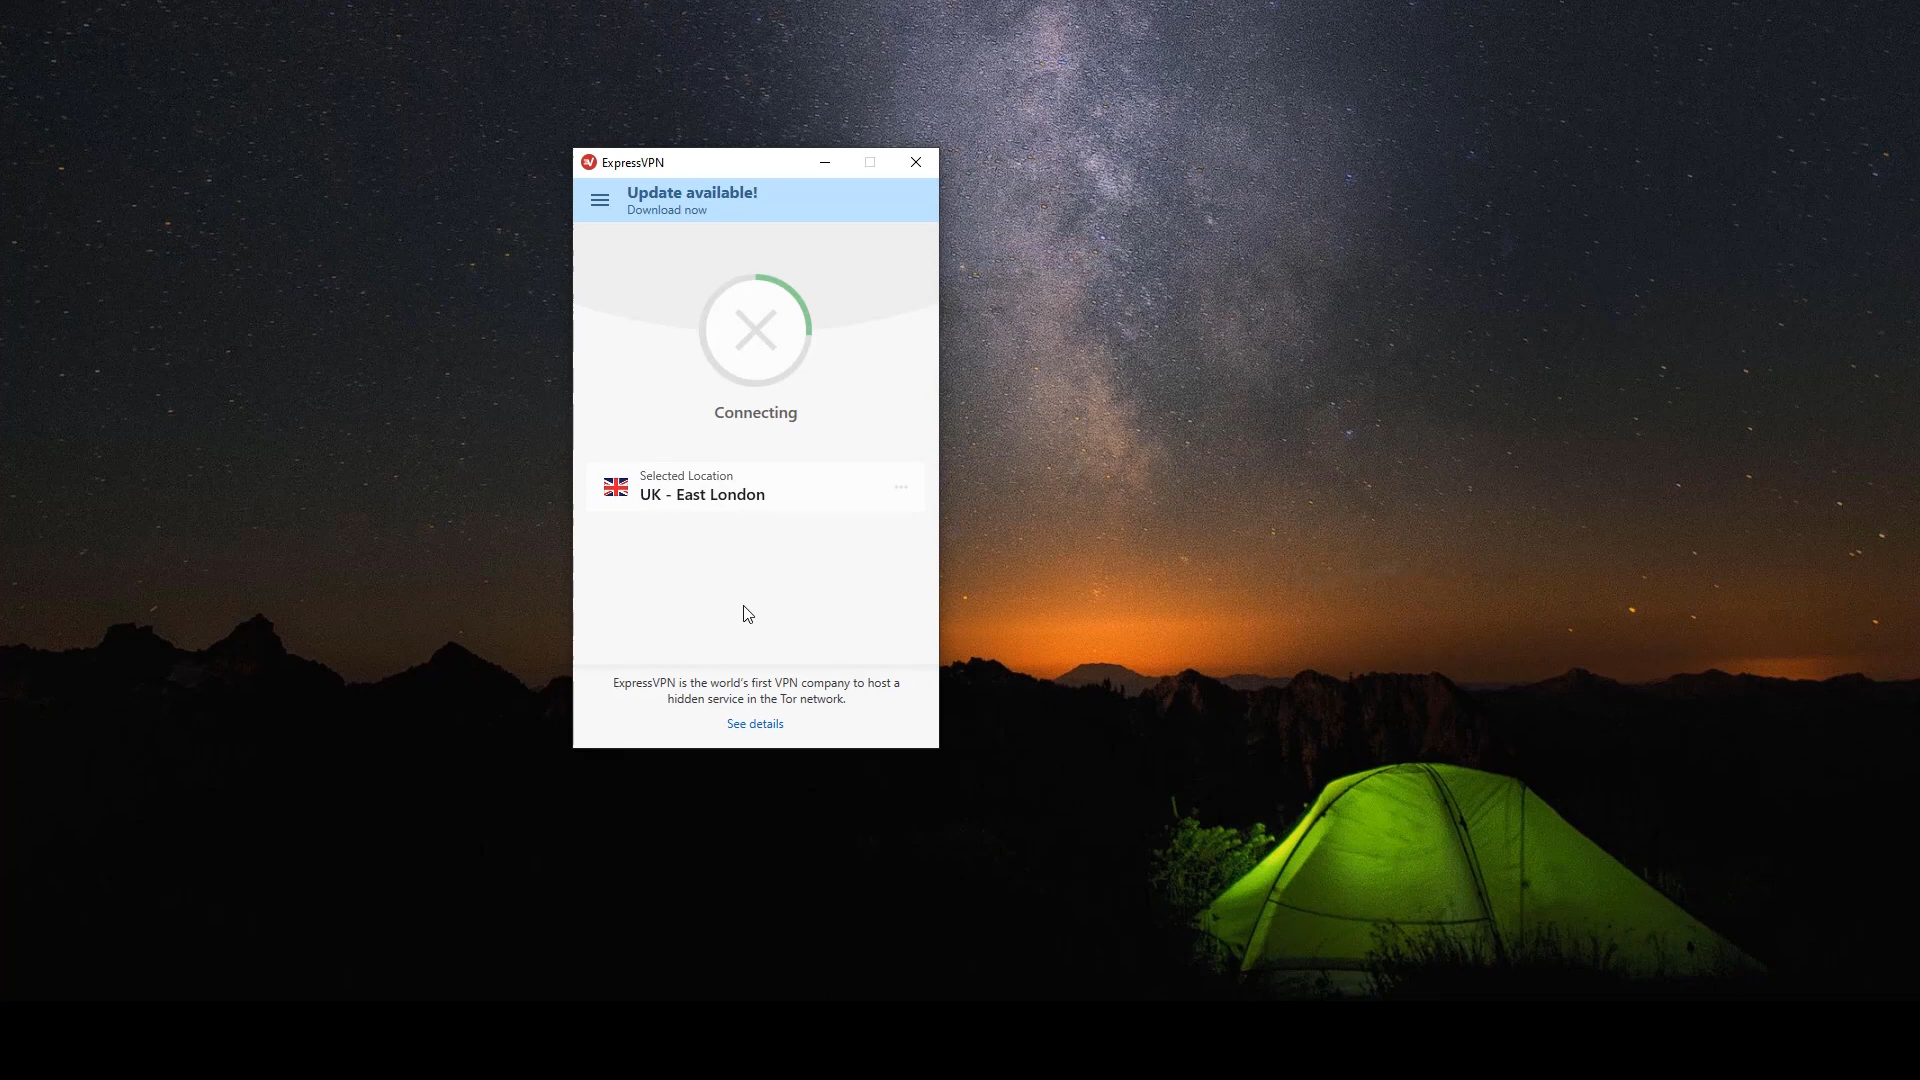 ExpressVPN
Update available!
Download now
Connecting
Selected Location
UK - East London
ExpressVPN is the world's first VPN company to host a
hidden service in the Tor network.
See details